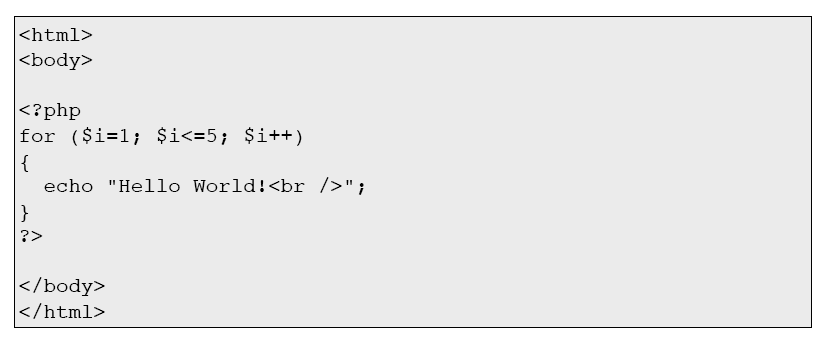 <html>
<body>
<?php
for ($i=1; $i<=5; $i++)
{
  echo "Hello World!<br />";
}
?>
</body>
</html>